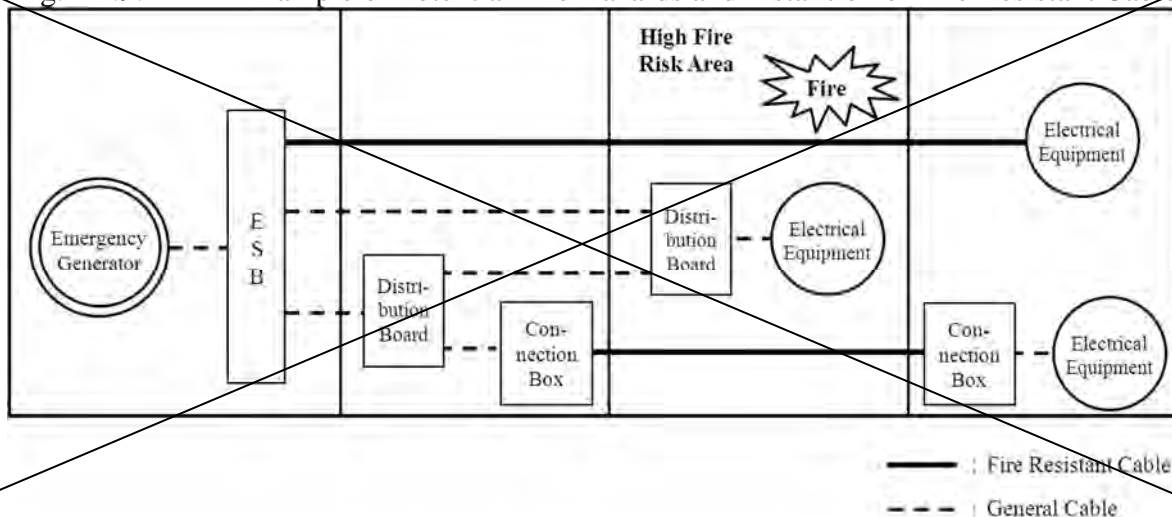 High Fire
Risk Area
Fire
Electrical
Equipment
E
S
B
Emergency
Generator
Distri-
bution
Board
Electrical
Equipment
Distri-
bution
Board
Con-
nection
Box
Con-
nection
Box
Electrical
Equipment
: Fire Resistant Cable
: General Cable